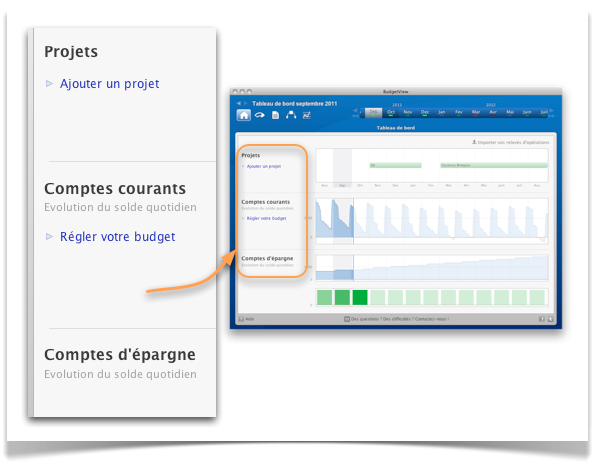 Projets
Ajouter un projet
Comptes courants
Evolution du solde quotidien
Régler votre budget
Comptes d'épargne
Evolution du solde quotidien
BudgetView
Tableau de bord septembre 2011
2011
2012
Sep
Oct
Nov
Dec
Jan
Fev
Mar
Avr
Mai
Juin
Juil
Tableau de bord
Importer vos relevés d'opérations
Projets
Ajouter un projet
Comptes courants
Evolution du solde quotidien
Régler votre budget
Comptes d'épargne
Evolution du solde quotidien
Aide
Des questions ? Des difficultés ? Contactez-nous !